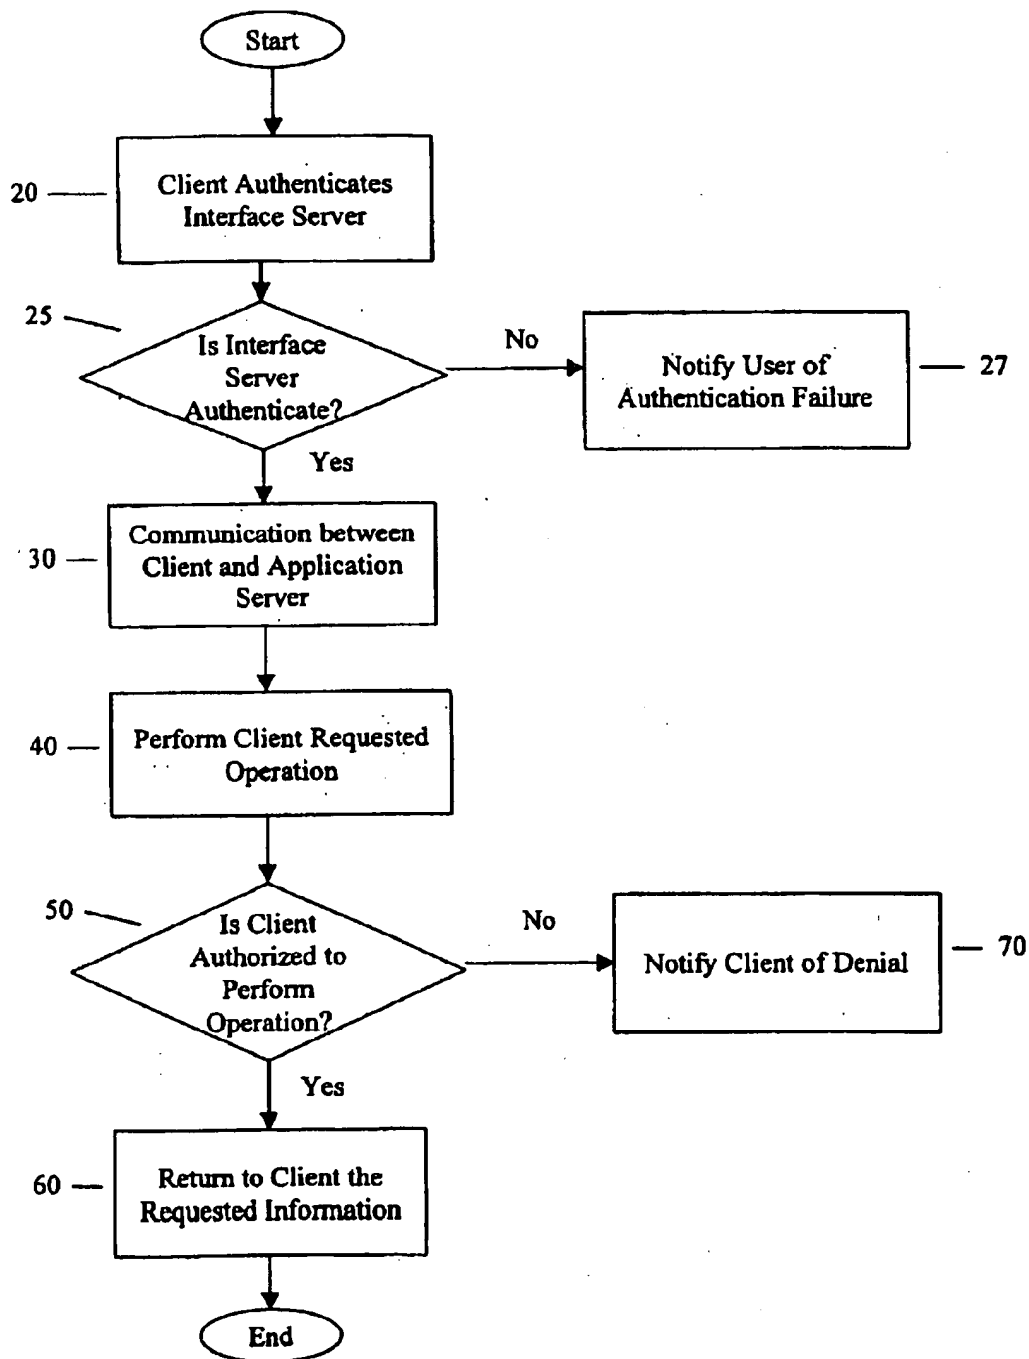 Start
20
Client Authenticates
Interface Server
25
Is Interface
Server
Authenticate?
No
Notify User of
Authentication Failure
27
Yes
30
Communication between
Client and Application
Server
40
Perform Client Requested
Operation
50
Is Client
Authorized to
Perform
Operation?
No
Notify Client of Denial
70
Yes
60
Return to Client the
Requested Information
End